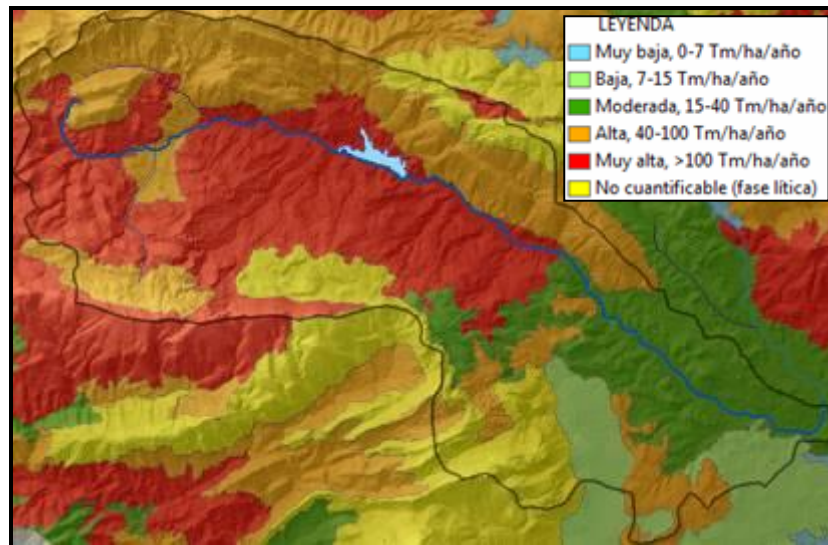 LEYENDA
Muy baja, 0-7 Tm/ha/año
Baja, 7-15 Tm/ha/año
Moderada, 15-40 Tm/ha/año
Alta, 40-100 Tm/ha/año
Muy alta, >100 Tm/ha/año
No cuantificable (fase lítica)